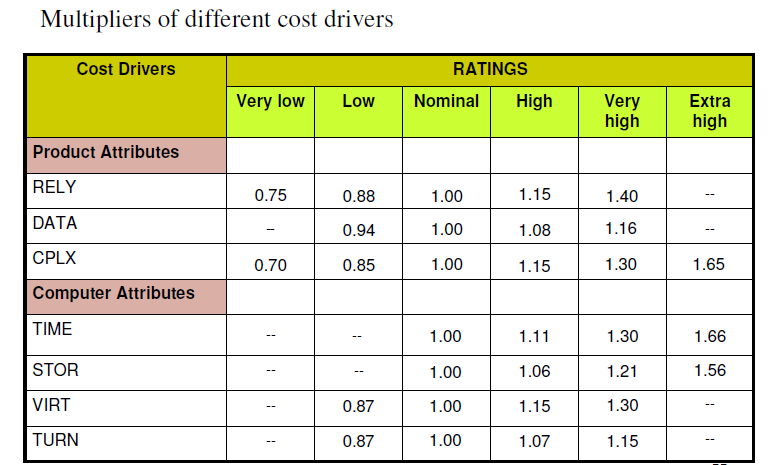 Multipliers of different cost drivers
Cost Drivers RATINGS
Very low Low Nominal High Very high Extra high
Product Attributes
RELY 0.75 0.88 1.00 1.15 1.40 --
DATA -- 0.94 1.00 1.08 1.16 --
CPLX 0.70 0.85 1.00 1.15 1.30 1.65
Computer Attributes
TIME -- -- 1.00 1.11 1.30 1.66
STOR -- -- 1.00 1.06 1.21 1.56
VIRT -- 0.87 1.00 1.15 1.30 --
TURN -- 0.87 1.00 1.07 1.15 --